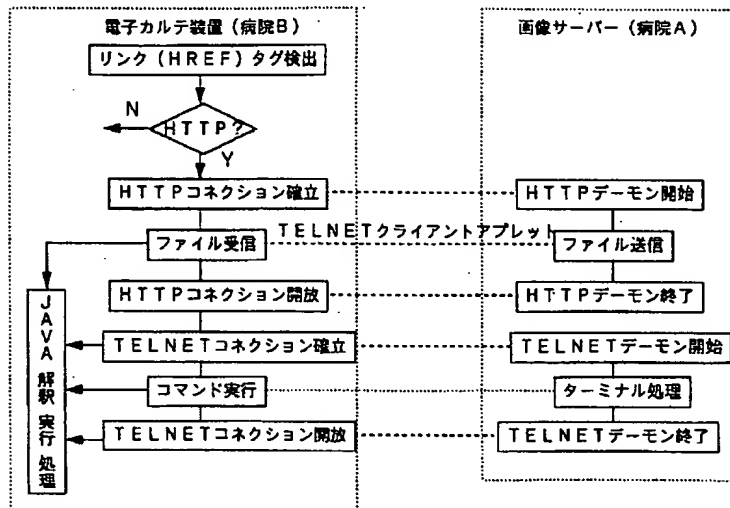 電子カルテ装置(病院B)
リンク(HREF)タグ検出
HTTP?
N
Y
HTTPコネクション確立
ファイル受信
HTTPコネクション開放
TELNETコネクション確立
コマンド実行
TELNETコネクション開放
JAVA解釈実行処理
TELNETクライアントアプレット
画像サーバー(病院A)
HTTPデーモン開始
ファイル送信
HTTPデーモン終了
TELNETデーモン開始
ターミナル処理
TELNETデーモン終了